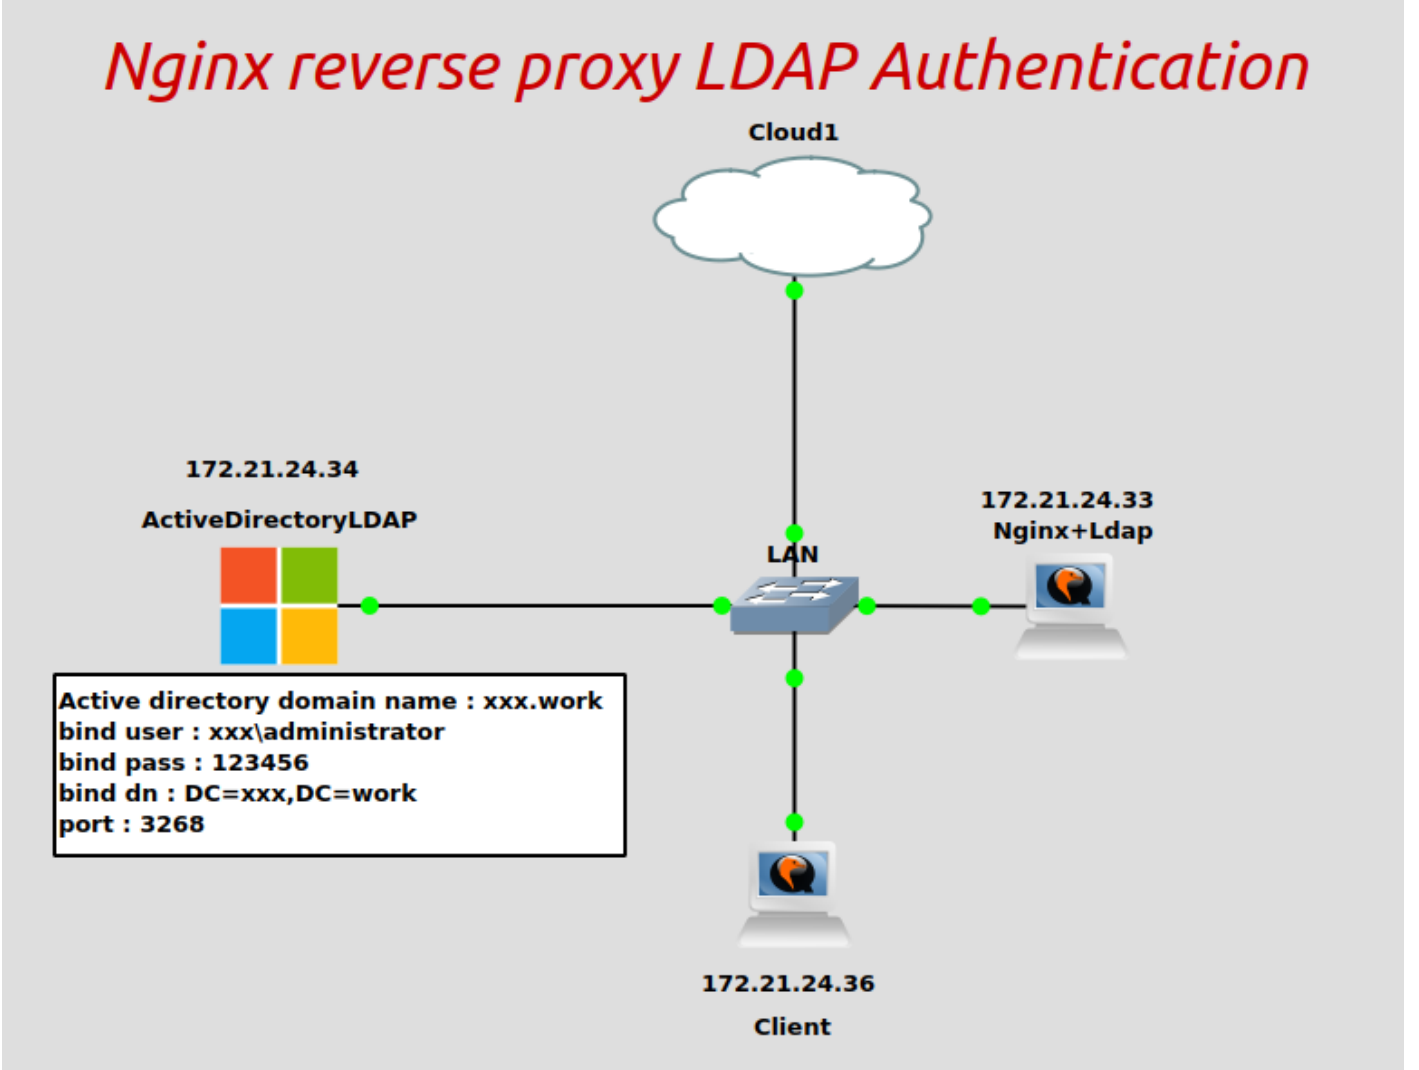 Nginx reverse proxy LDAP Authentication
Cloud1
172.21.24.34
ActiveDirectoryLDAP
172.21.24.33
Nginx+Ldap
LAN
Active directory domain name : xxx.work
bind user : xxx\administrator
bind pass : 123456
bind dn : DC=xxx,DC=work
port : 3268
172.21.24.36
Client